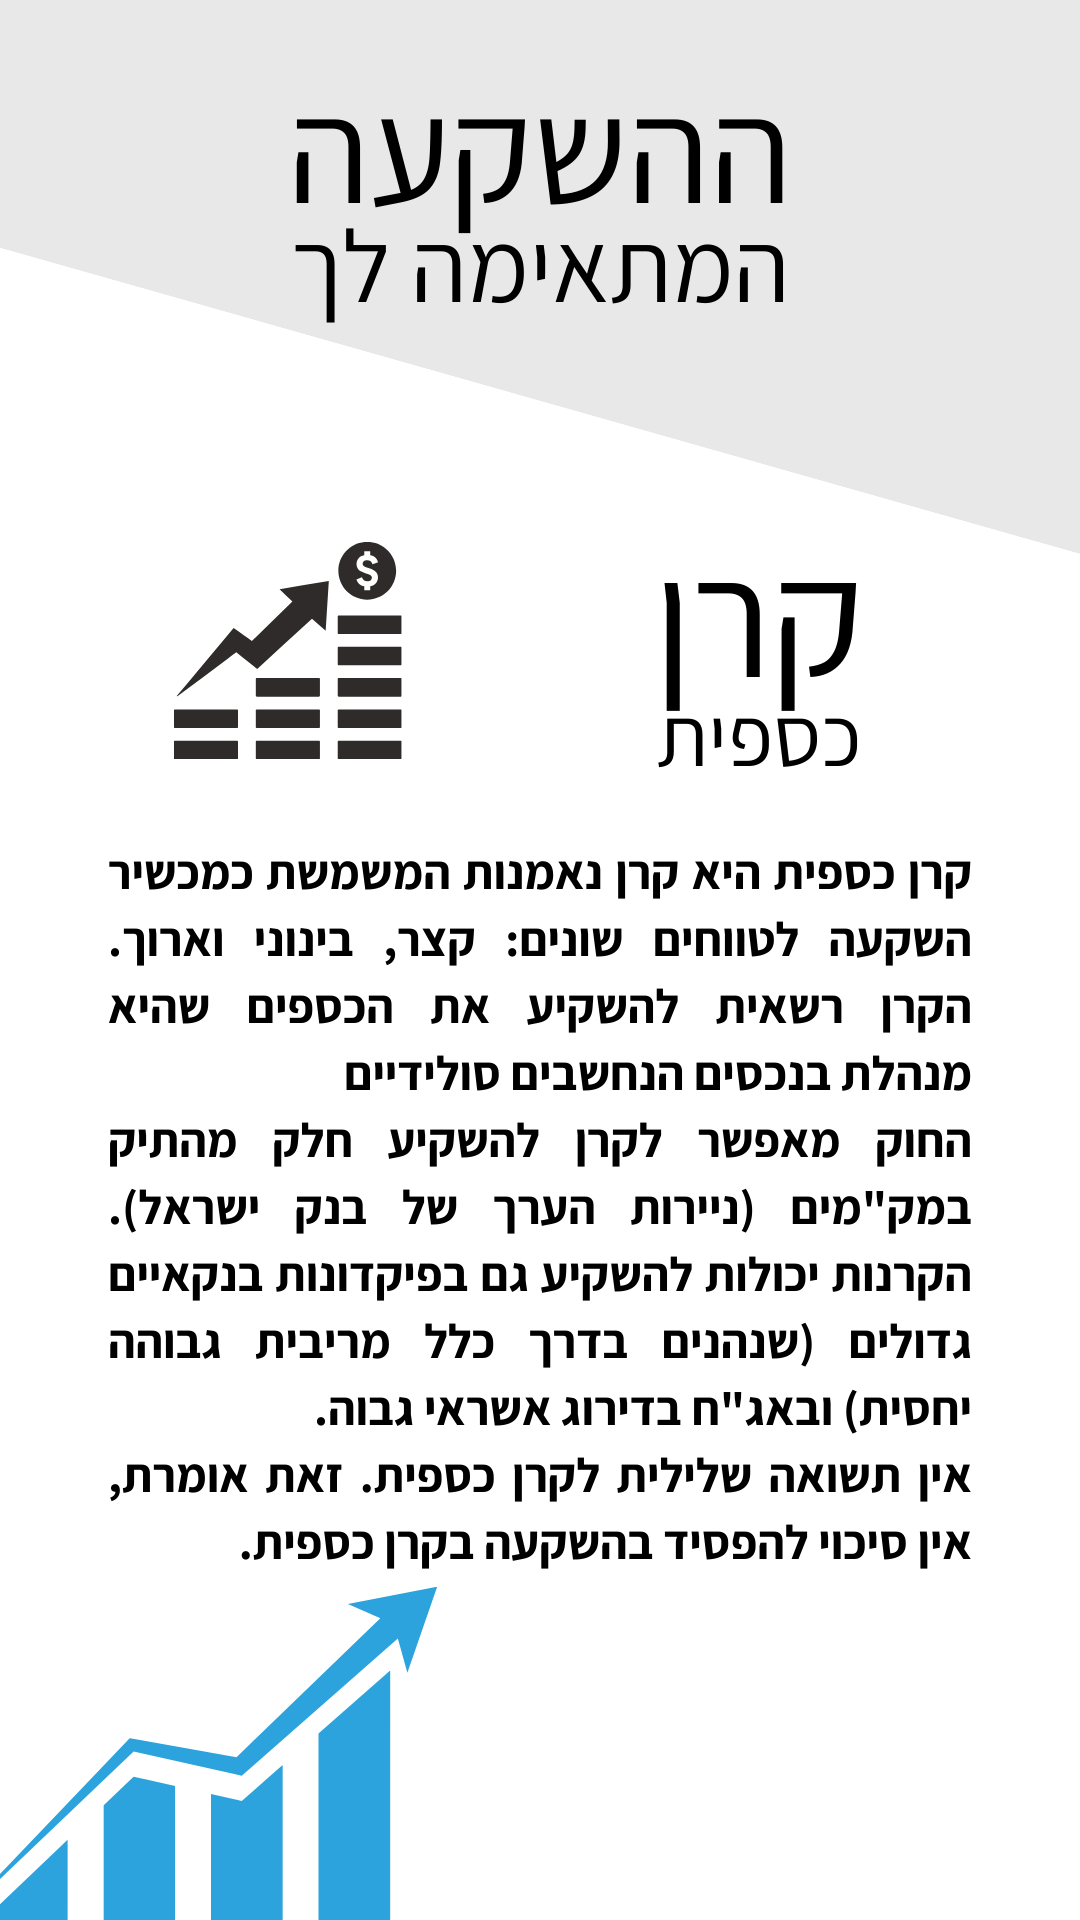 ההשקעה
המתאימה לך
$
קרן
כספית
קרן כספית היא קרן נאמנות המשמשת כמכשיר
השקעה לטווחים שונים: קצר, בינוני וארוך.
הקרן רשאית להשקיע את הכספים שהיא
מנהלת בנכסים הנחשבים סולידיים
החוק מאפשר לקרן להשקיע חלק מהתיק
במק"מים (ניירות הערך של בנק ישראל).
הקרנות יכולות להשקיע גם בפיקדונות בנקאיים
גדולים (שנהנים בדרך כלל מריבית גבוהה
יחסית) ובאג"ח בדירוג אשראי גבוה.
אין תשואה שלילית לקרן כספית. זאת אומרת,
אין סיכוי להפסיד בהשקעה בקרן כספית.